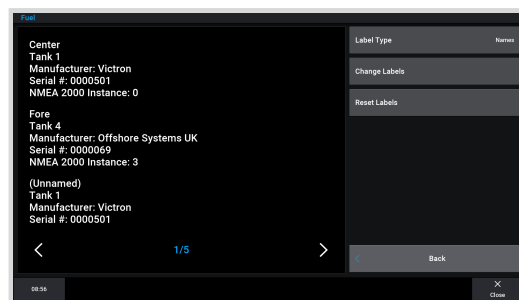 Fuel
Center
Tank 1
Manufacturer: Victron
Serial #: 0000501
NMEA 2000 Instance: 0
Fore
Tank 4
Manufacturer: Offshore Systems UK
Serial #: 0000069
NMEA 2000 Instance: 3
(Unnamed)
Tank 1
Manufacturer: Victron
Serial #: 0000501
1/5
Label Type Names
Change Labels
Reset Labels
Back
08:56
Close